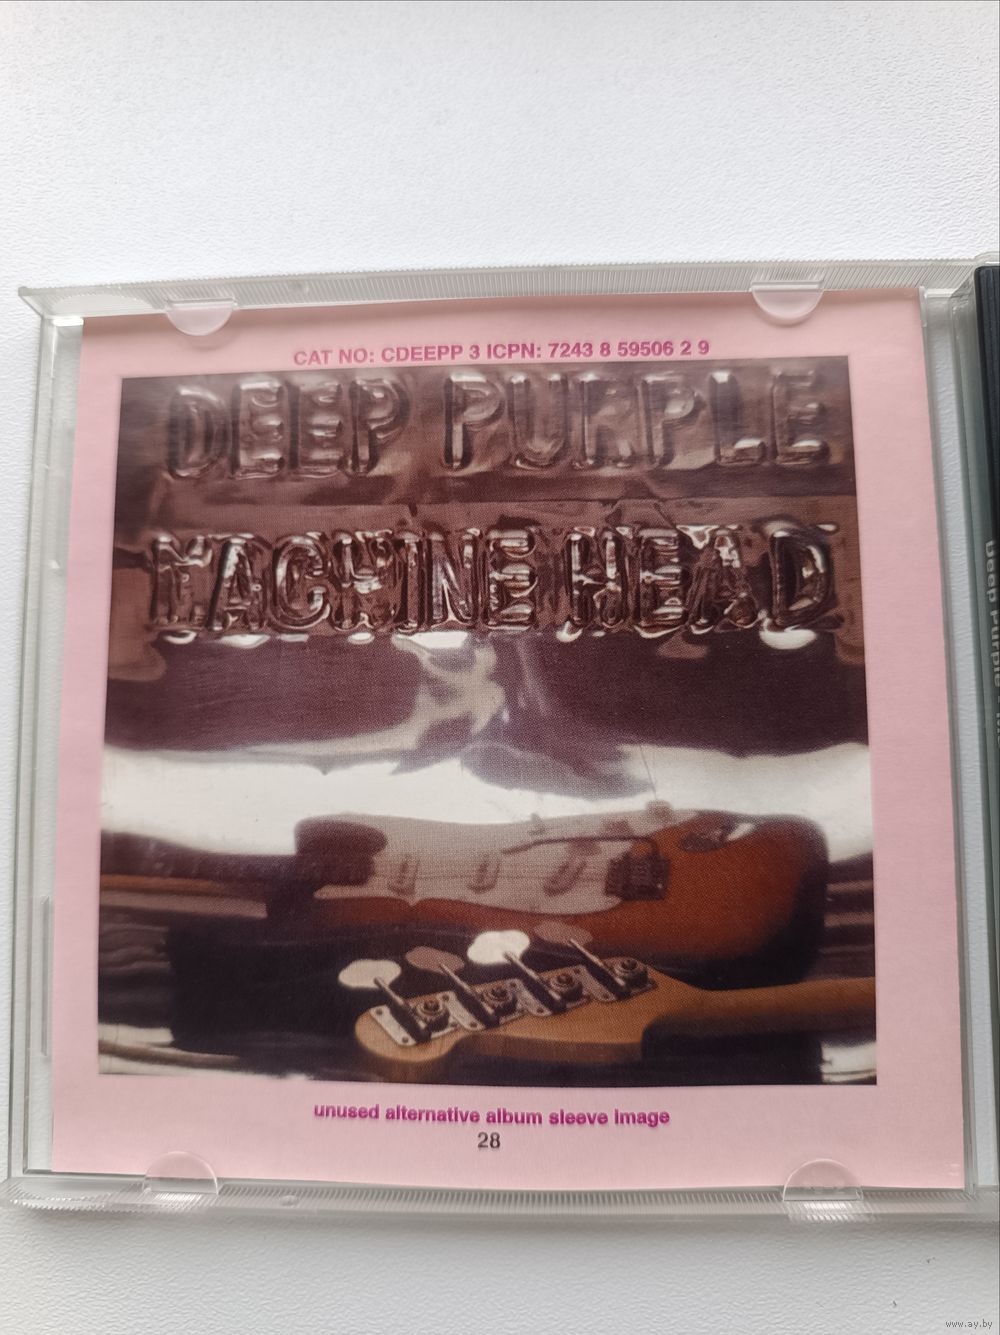 CAT NO: CDEEPP 3 ICPN: 7243 8 59506 2 9
DEEP PURPLE
MACHINE HEAD
unused alternative album sleeve image
28
Deep Purple
www.ay.by